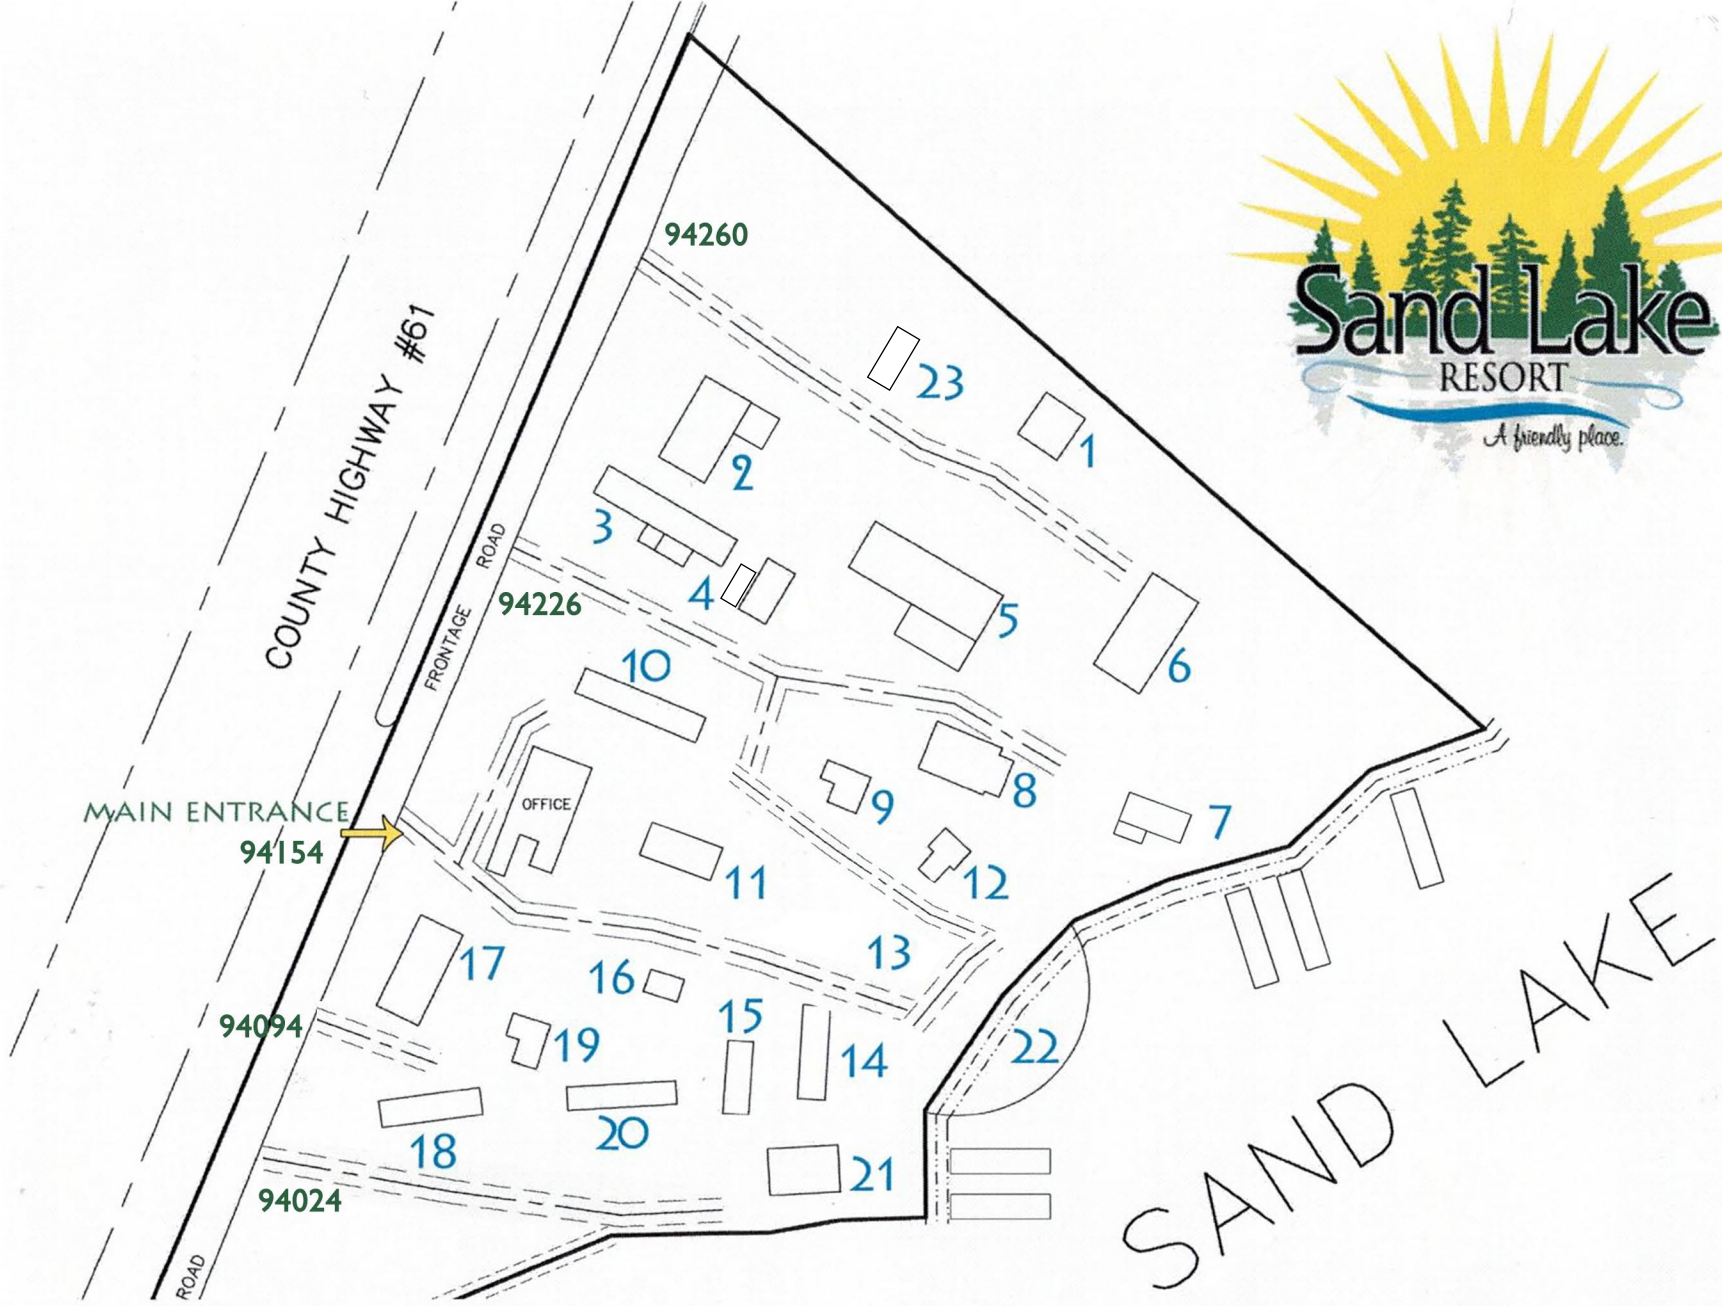 Sand Lake
RESORT
A friendly place.
94260
COUNTY HIGHWAY #61
23
1
2
3
ROAD
94226
4
5
FRONTAGE
6
10
OFFICE
8
9
7
MAIN ENTRANCE
94154
11
12
13
17
16
15
94094
19
14
22
18
20
21
94024
ROAD
SAND LAKE